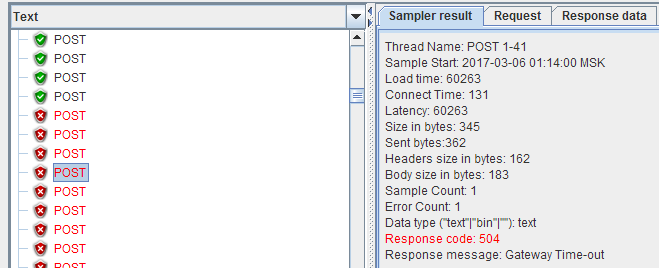 Text
POST
POST
POST
POST
POST
POST
POST
POST
POST
POST
POST
POST
POST
Sampler result
Request
Response data
Thread Name: POST 1-41
Sample Start: 2017-03-06 01:14:00 MSK
Load time: 60263
Connect Time: 131
Latency: 60263
Size in bytes: 345
Sent bytes:362
Headers size in bytes: 162
Body size in bytes: 183
Sample Count: 1
Error Count: 1
Data type ("text"|"bin"|""): text
Response code: 504
Response message: Gateway Time-out